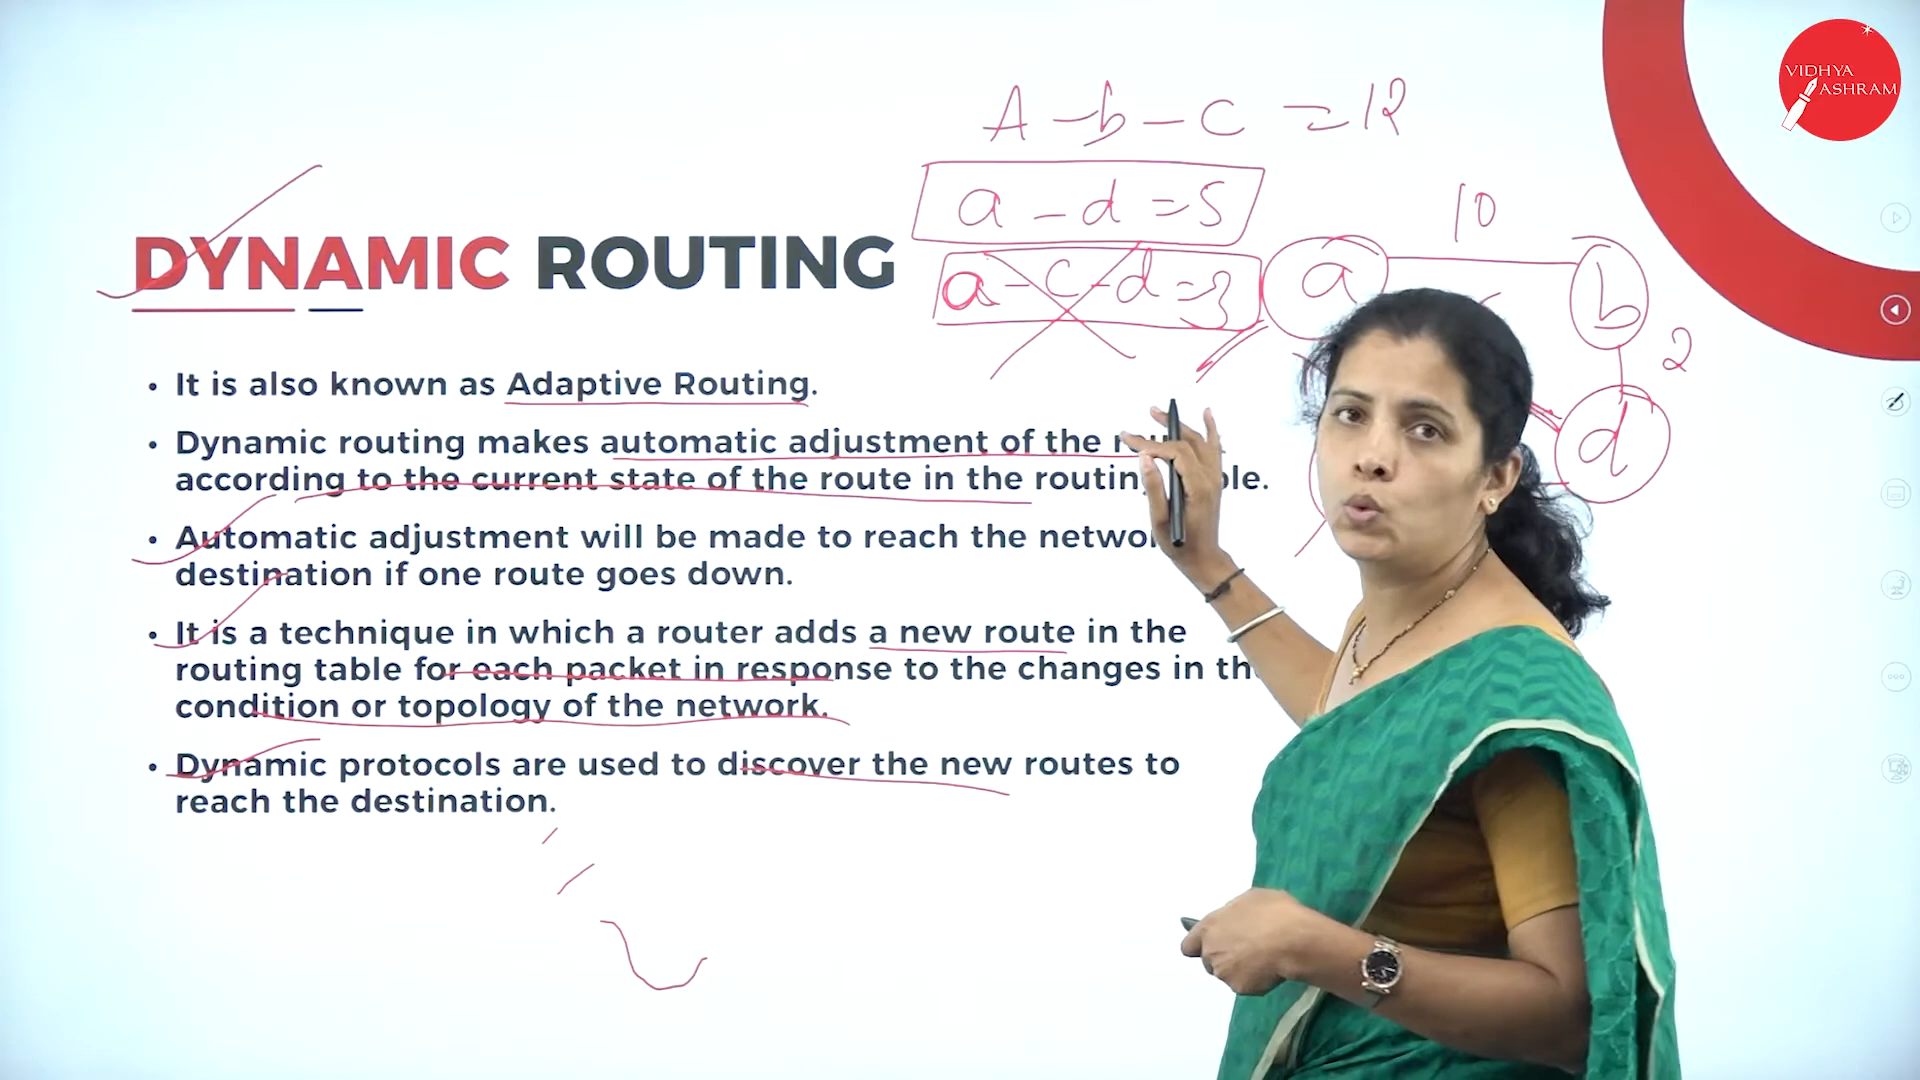 VIDHYA
ASHRAM
A - b - C = 12
a - d = 5
a - c - d = 3
10
a
b
2
d
DYNAMIC ROUTING
• It is also known as Adaptive Routing.
• Dynamic routing makes automatic adjustment of the
according to the current state of the route in the
• Automatic adjustment will be made to reach the
destination if one route goes down.
• It is a technique in which a router adds a new route in the
routing table for each packet in response to the changes in
condition or topology of the network.
• Dynamic protocols are used to discover the new routes to
reach the destination.